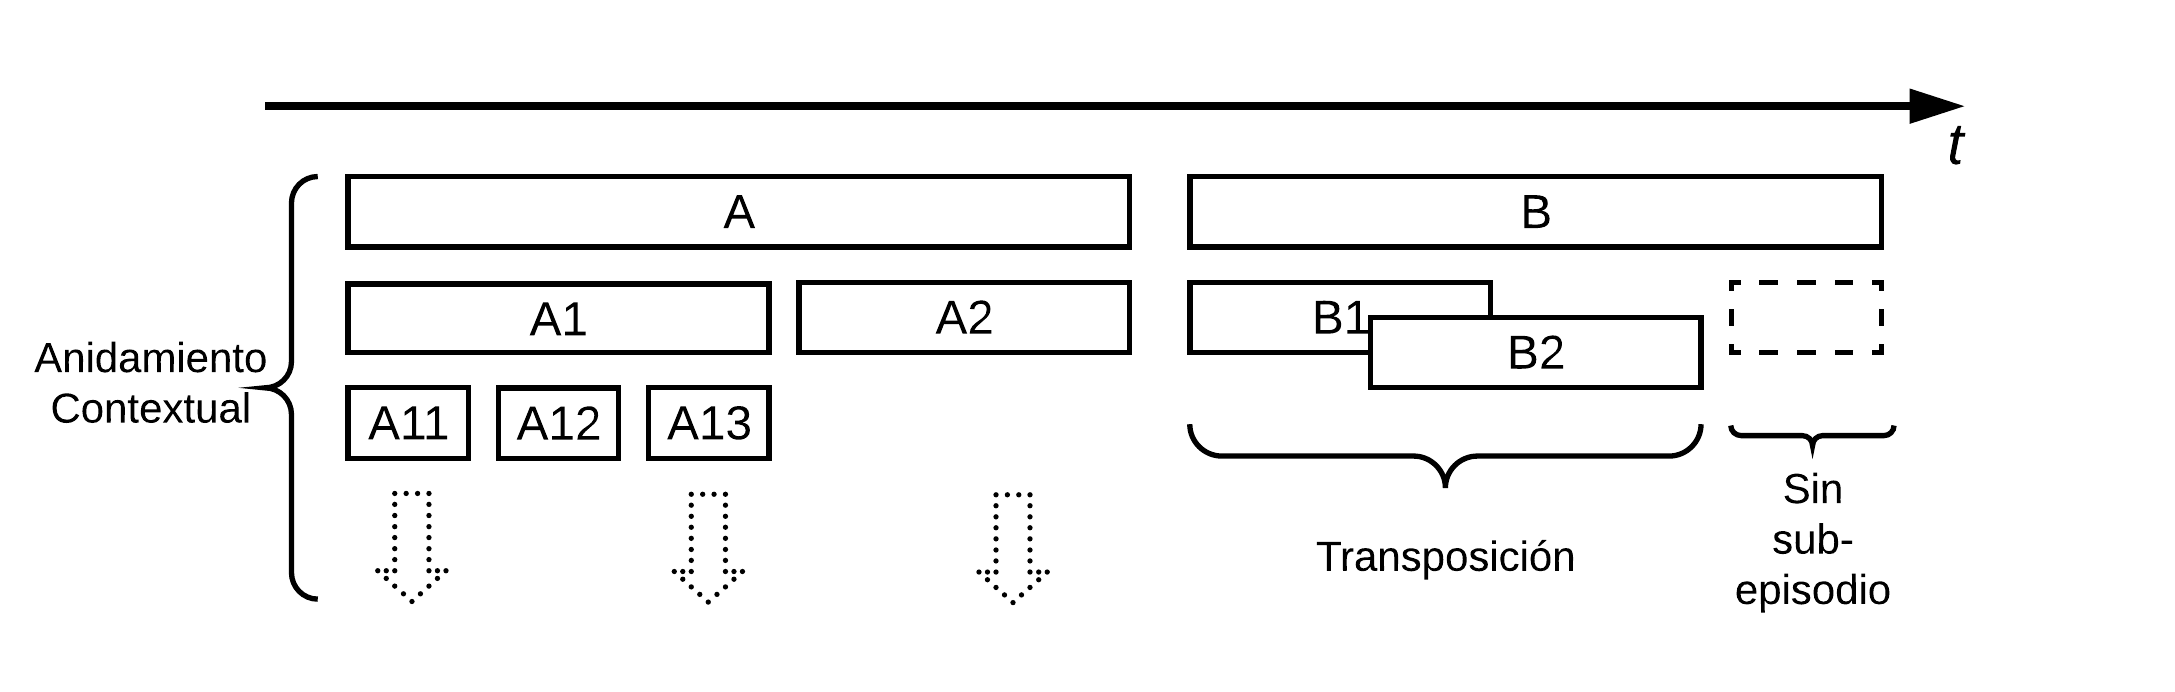 t
A
B
A1
A2
B1
B2
Anidamiento
Contextual
A11
A12
A13
Transposición
Sin
sub-
episodio